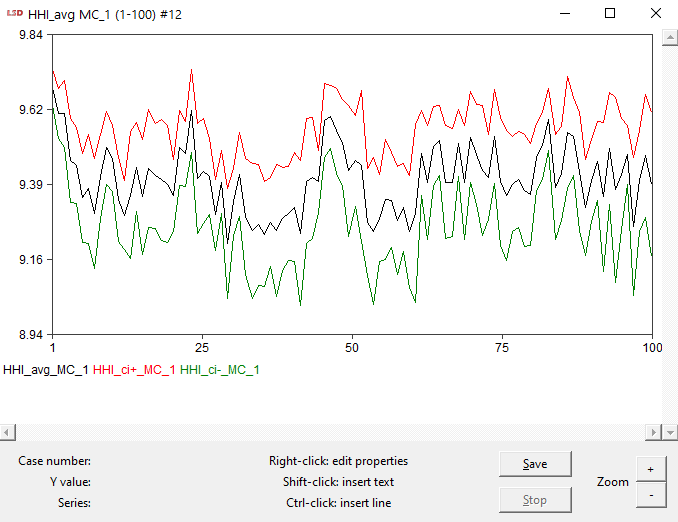 LSD HHI_avg MC_1 (1-100) #12
9.84
9.62
9.39
9.16
8.94
1 25 50 75 100
HHI_avg_MC_1 HHI_ci+_MC_1 HHI_ci-_MC_1
Case number: Right-click: edit properties Save
Y value: Shift-click: insert text Zoom + -
Series: Ctrl-click: insert line Stop